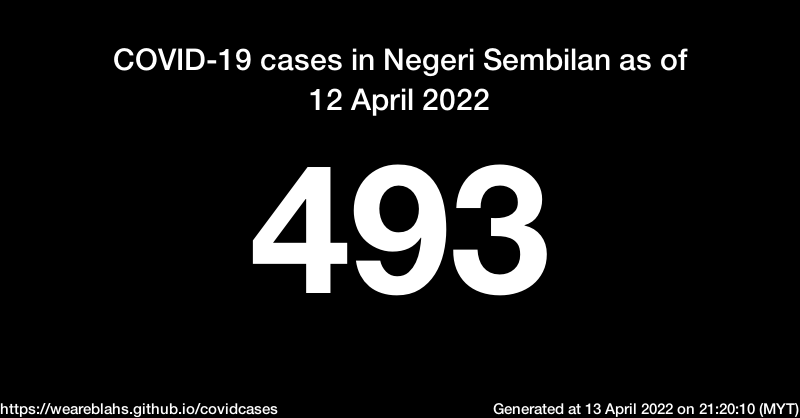 COVID-19 cases in Negeri Sembilan as of
12 April 2022
493
https://weareblahs.github.io/covidcases
Generated at 13 April 2022 on 21:20:10 (MYT)